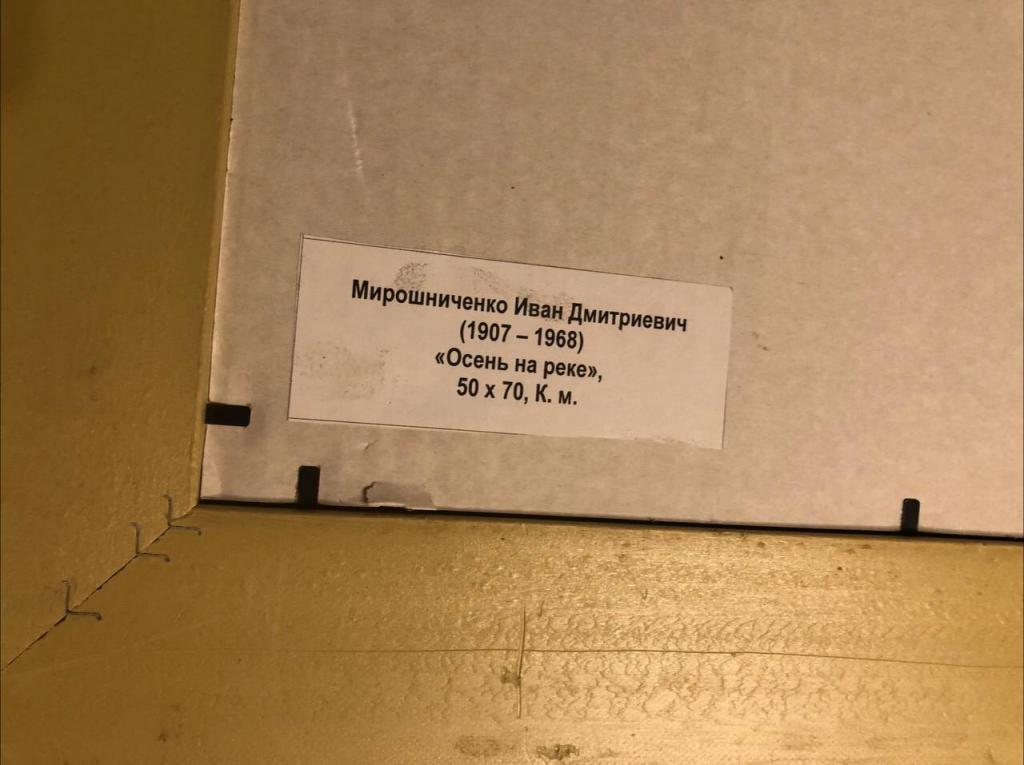 Мирошниченко Иван Дмитриевич
(1907 – 1968)
«Осень на реке»,
50 x 70, К. м.